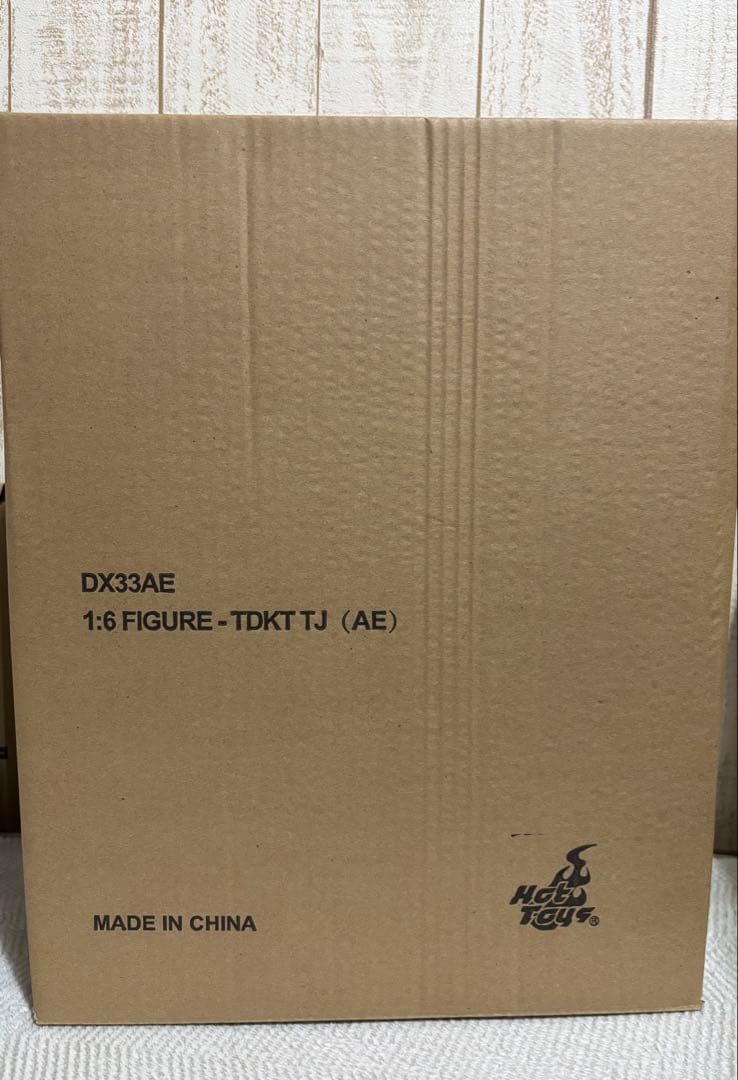 DX33AE
1:6 FIGURE - TDKT TJ（AE）
MADE IN CHINA
Hot
Toys®